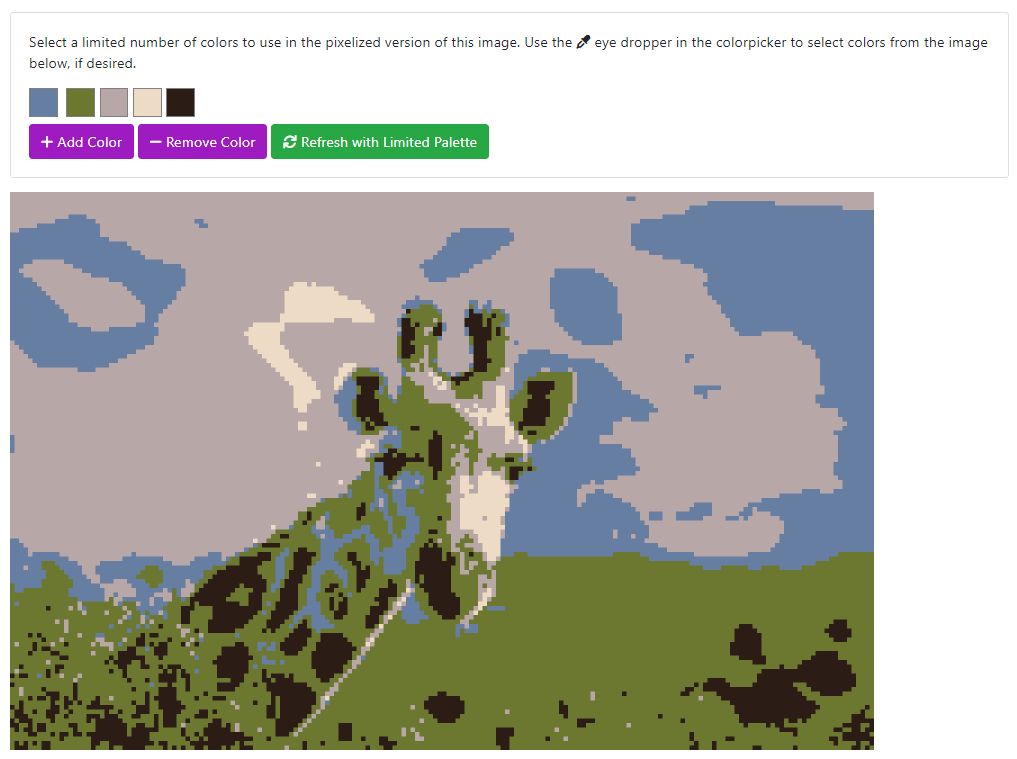 Select a limited number of colors to use in the pixelized version of this image. Use the eye dropper in the colorpicker to select colors from the image
below, if desired.
Add Color Remove Color Refresh with Limited Palette